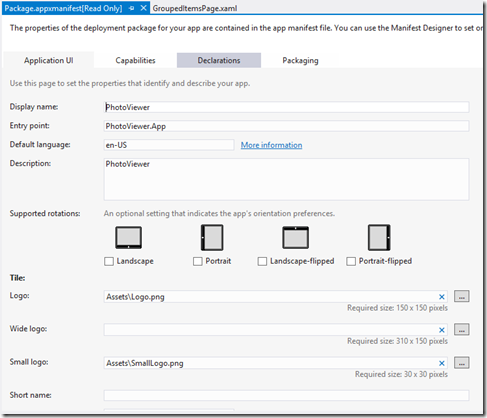 Package.appxmanifest[Read Only] GroupedItemsPage.xaml
The properties of the deployment package for your app are contained in the app manifest file. You can use the Manifest Designer to set or
Application UI Capabilities Declarations Packaging
Use this page to set the properties that identify and describe your app.
Display name: PhotoViewer
Entry point: PhotoViewer.App
Default language: en-US More information
Description: PhotoViewer
Supported rotations: An optional setting that indicates the app's orientation preferences.
Landscape Portrait Landscape-flipped Portrait-flipped
Tile:
Logo: Assets\Logo.png ...
Required size: 150 x 150 pixels
Wide logo: ...
Required size: 310 x 150 pixels
Small logo: Assets\SmallLogo.png ...
Required size: 30 x 30 pixels
Short name: